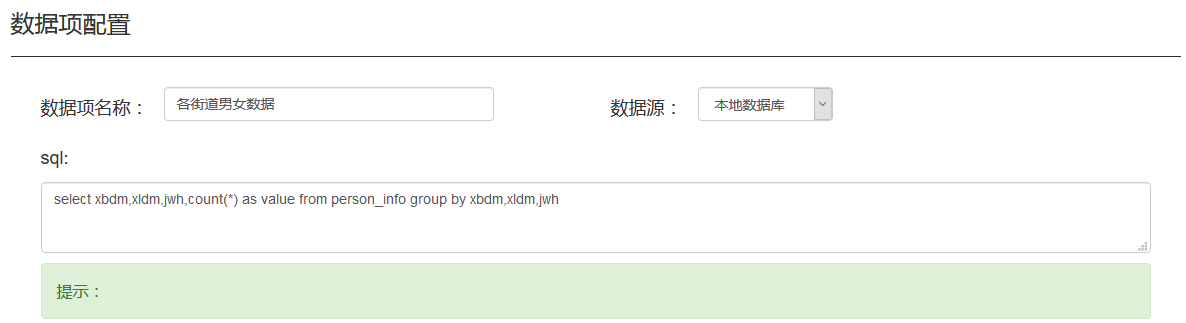 数据项配置
数据项名称： 各街道男女数据 数据源： 本地数据库
sql:
select xbdm,xldm,jwh,count(*) as value from person_info group by xbdm,xldm,jwh
提示：